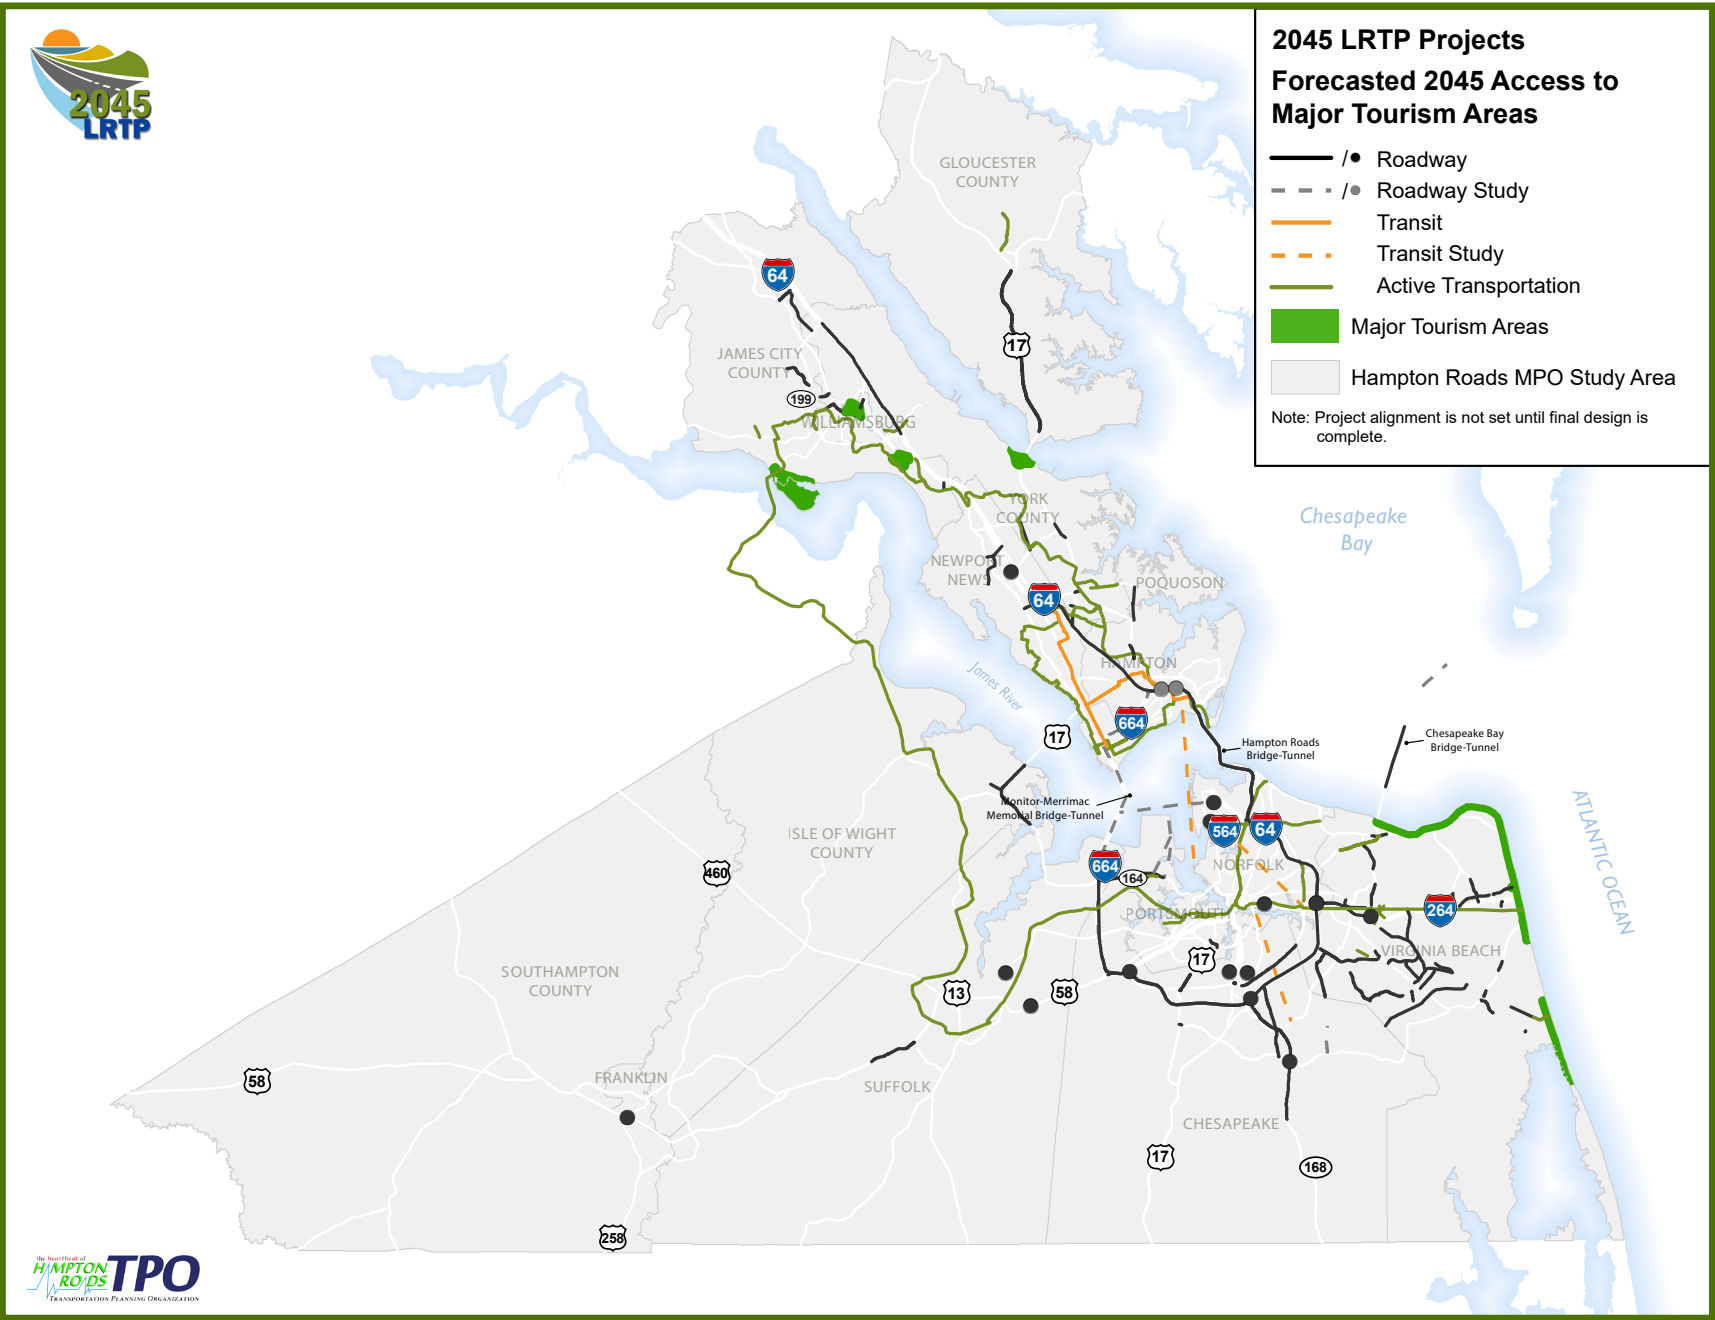 2045
LRTP
2045 LRTP Projects
Forecasted 2045 Access to
Major Tourism Areas
/ Roadway
/ Roadway Study
Transit
Transit Study
Active Transportation
Major Tourism Areas
Hampton Roads MPO Study Area
Note: Project alignment is not set until final design is
complete.
GLOUCESTER
COUNTY
64
17
JAMES CITY
COUNTY
199
WILLIAMSBURG
YORK
COUNTY
Chesapeake
Bay
NEWPORT
NEWS
POQUOSON
64
HAMPTON
James River
664
17
Hampton Roads
Bridge-Tunnel
Chesapeake Bay
Bridge-Tunnel
Monitor-Merrimac
Memorial Bridge-Tunnel
ATLANTIC OCEAN
ISLE OF WIGHT
COUNTY
564
64
460
664
164
NORFOLK
PORTSMOUTH
264
VIRGINIA BEACH
17
SOUTHAMPTON
COUNTY
13
58
58
FRANKLIN
SUFFOLK
CHESAPEAKE
17
168
258
the heartbeat of
HAMPTON
ROADS
TPO
TRANSPORTATION PLANNING ORGANIZATION